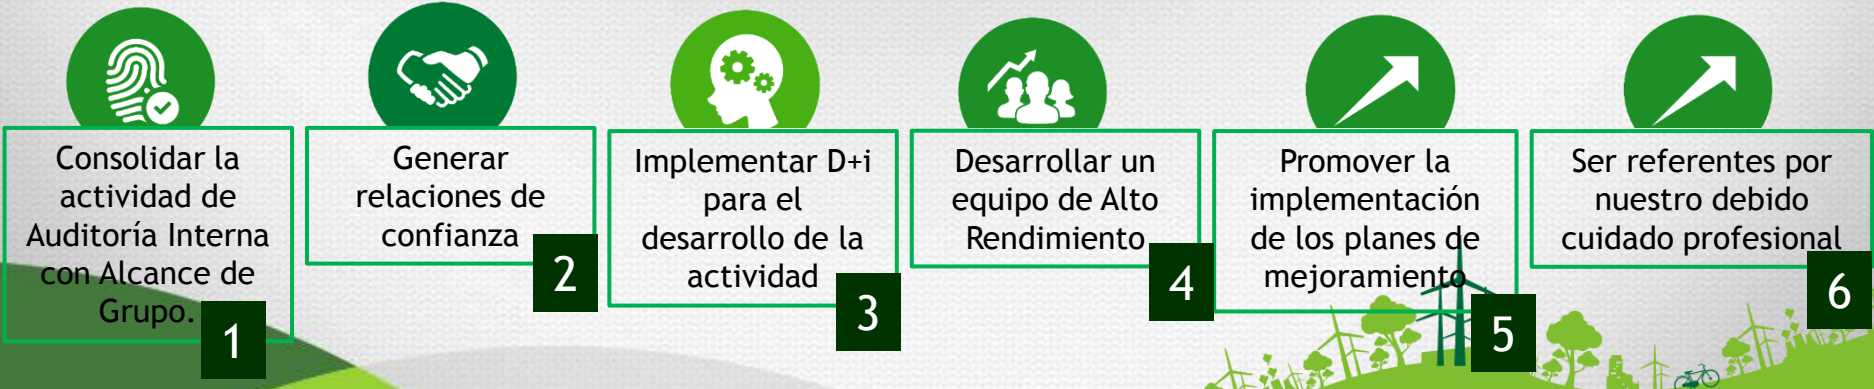 Consolidar la
actividad de
Auditoría Interna
con Alcance de
Grupo.
1
Generar
relaciones de
confianza
2
Implementar D+i
para el
desarrollo de la
actividad
3
Desarrollar un
equipo de Alto
Rendimiento
4
Promover la
implementación
de los planes de
mejoramiento
5
Ser referentes por
nuestro debido
cuidado profesional
6